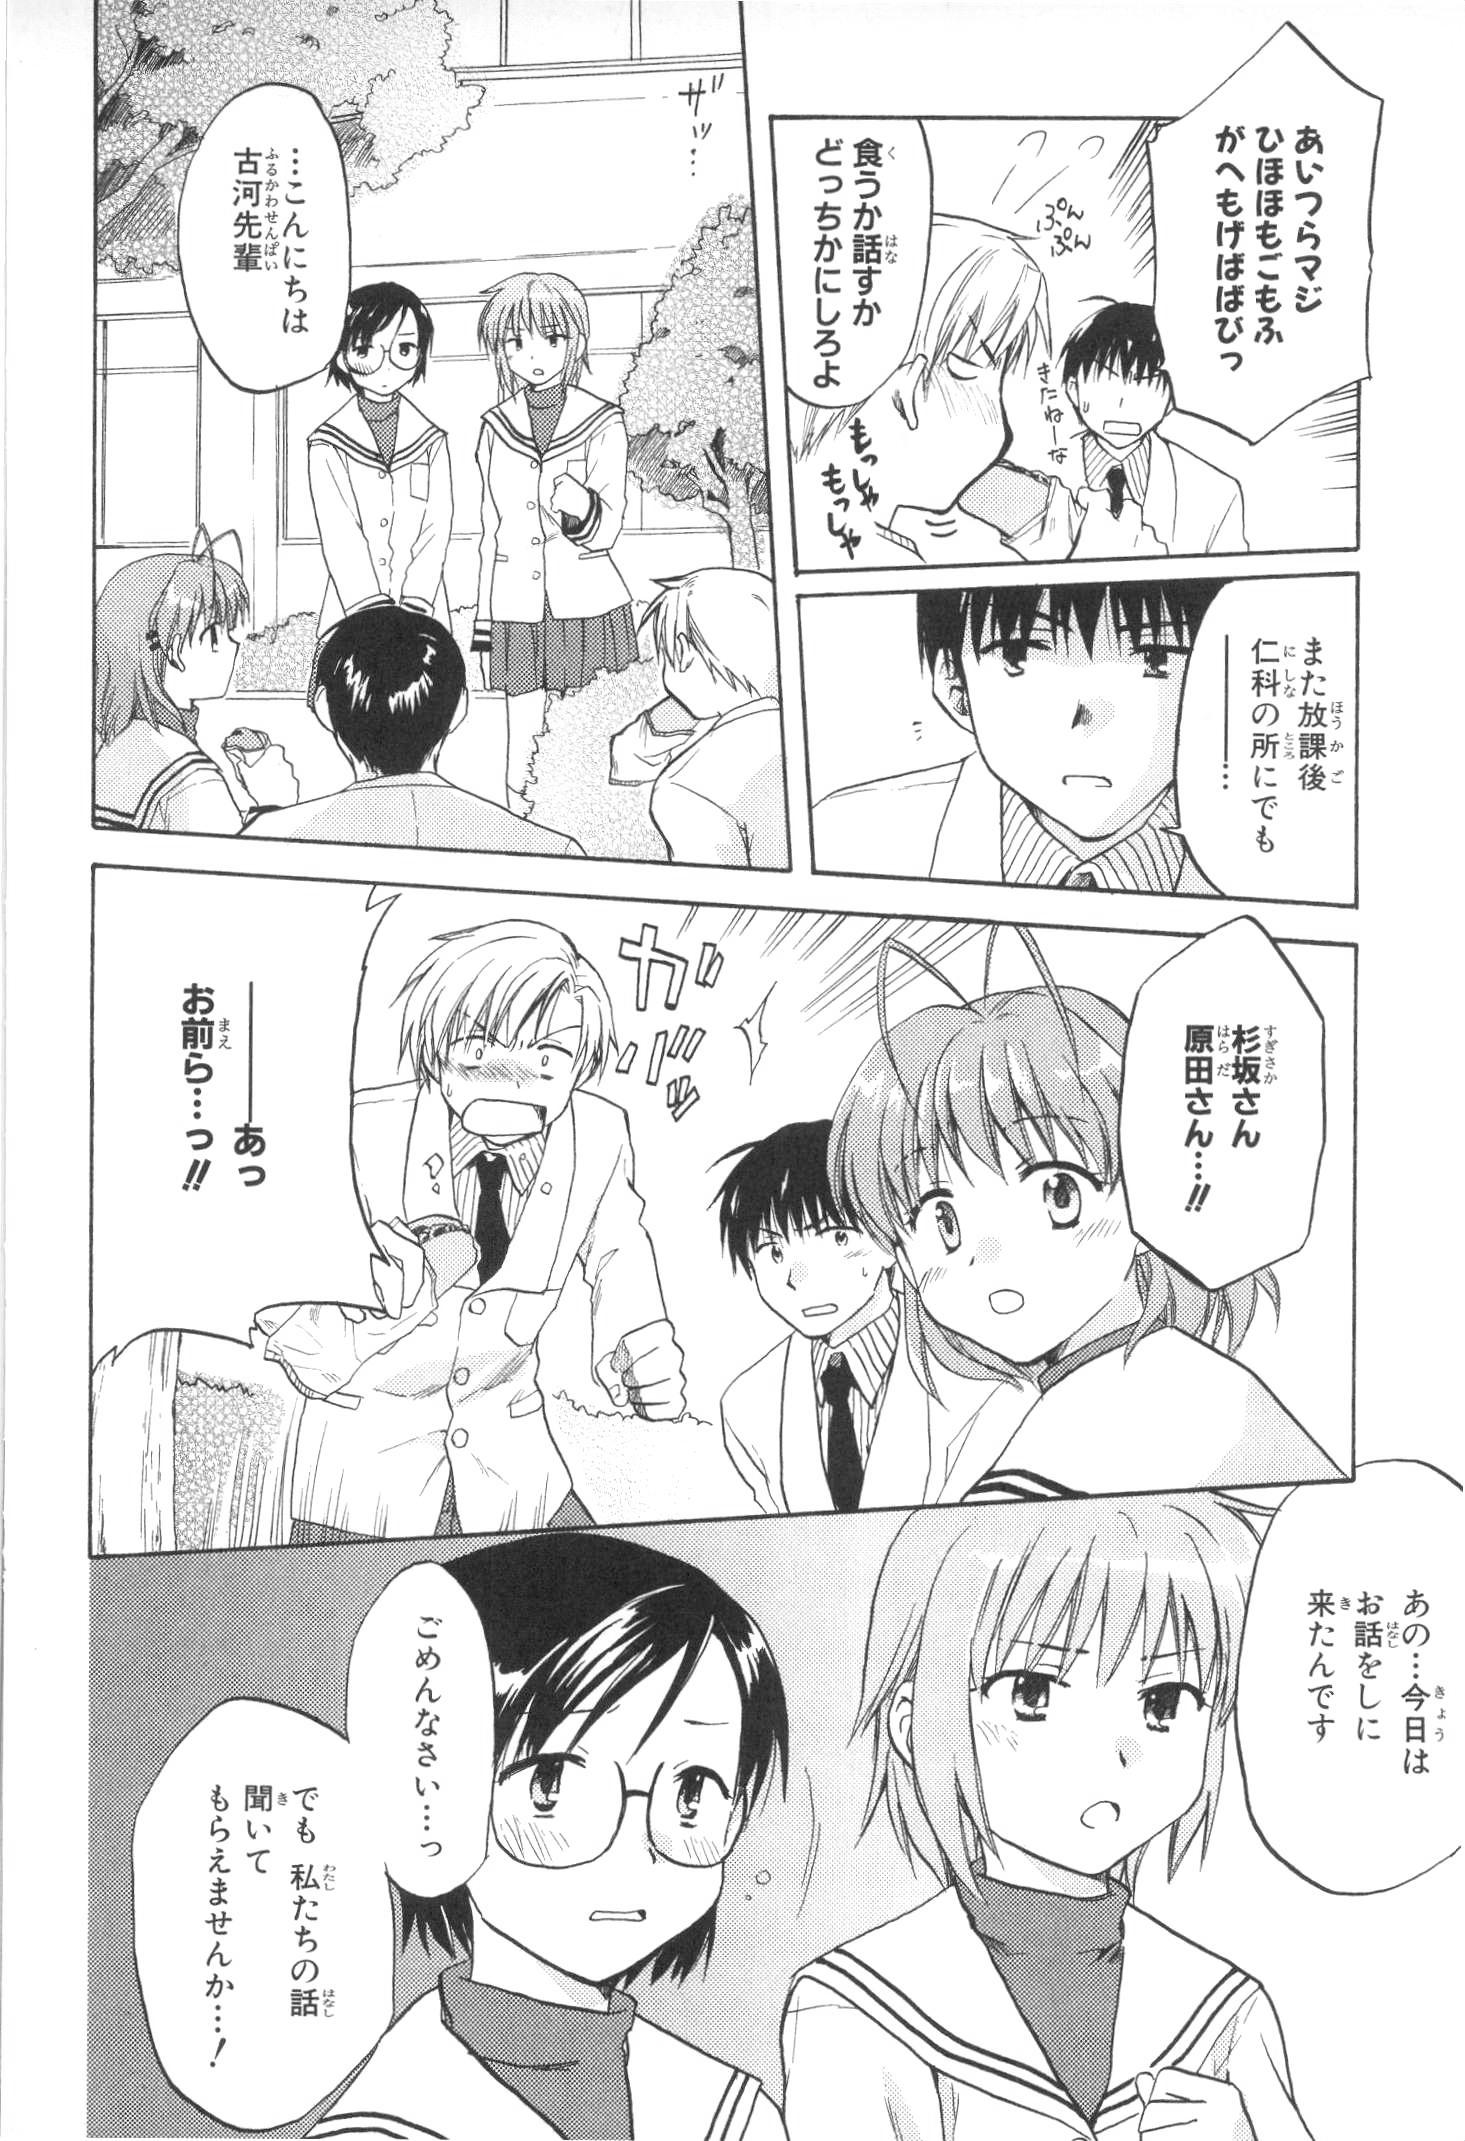 あいつらマジ
ひほほもごもふ
がへもげばばびっ
ぷん
ぷん
きたねーな
食うか話すか
どっちかにしろよ
もっしゃ
もっしゃ
また放課後
仁科の所にでも
────…
ザッ…
…こんにちは
古河先輩
杉坂さん
原田さん…!!
ガバッ
────あっ
お前ら…っ!!
あの…今日は
お話をしに
来たんです
ごめんなさい…っ
でも 私たちの話
聞いて
もらえませんか…!